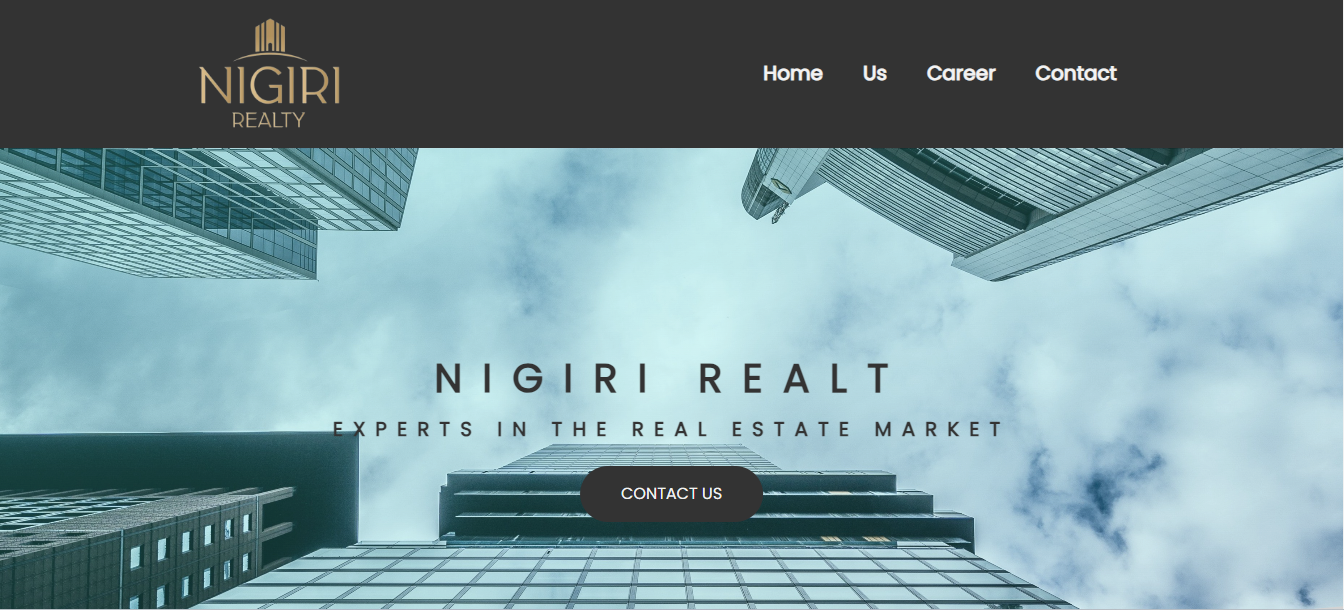 NIGIRI
REALTY
Home Us Career Contact
NIGIRI REALT
EXPERTS IN THE REAL ESTATE MARKET
CONTACT US